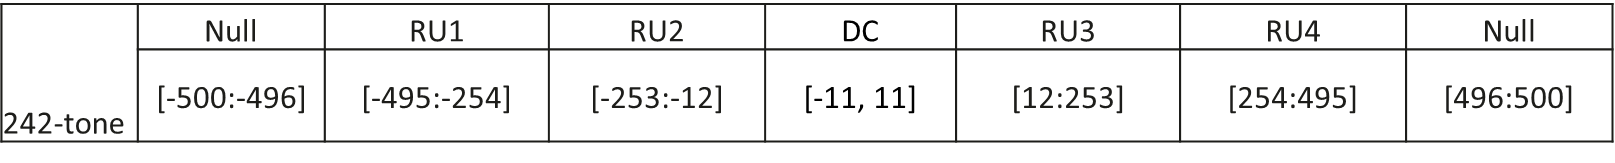 Null RU1 RU2 DC RU3 RU4 Null
242-tone [-500:-496] [-495:-254] [-253:-12] [-11, 11] [12:253] [254:495] [496:500]